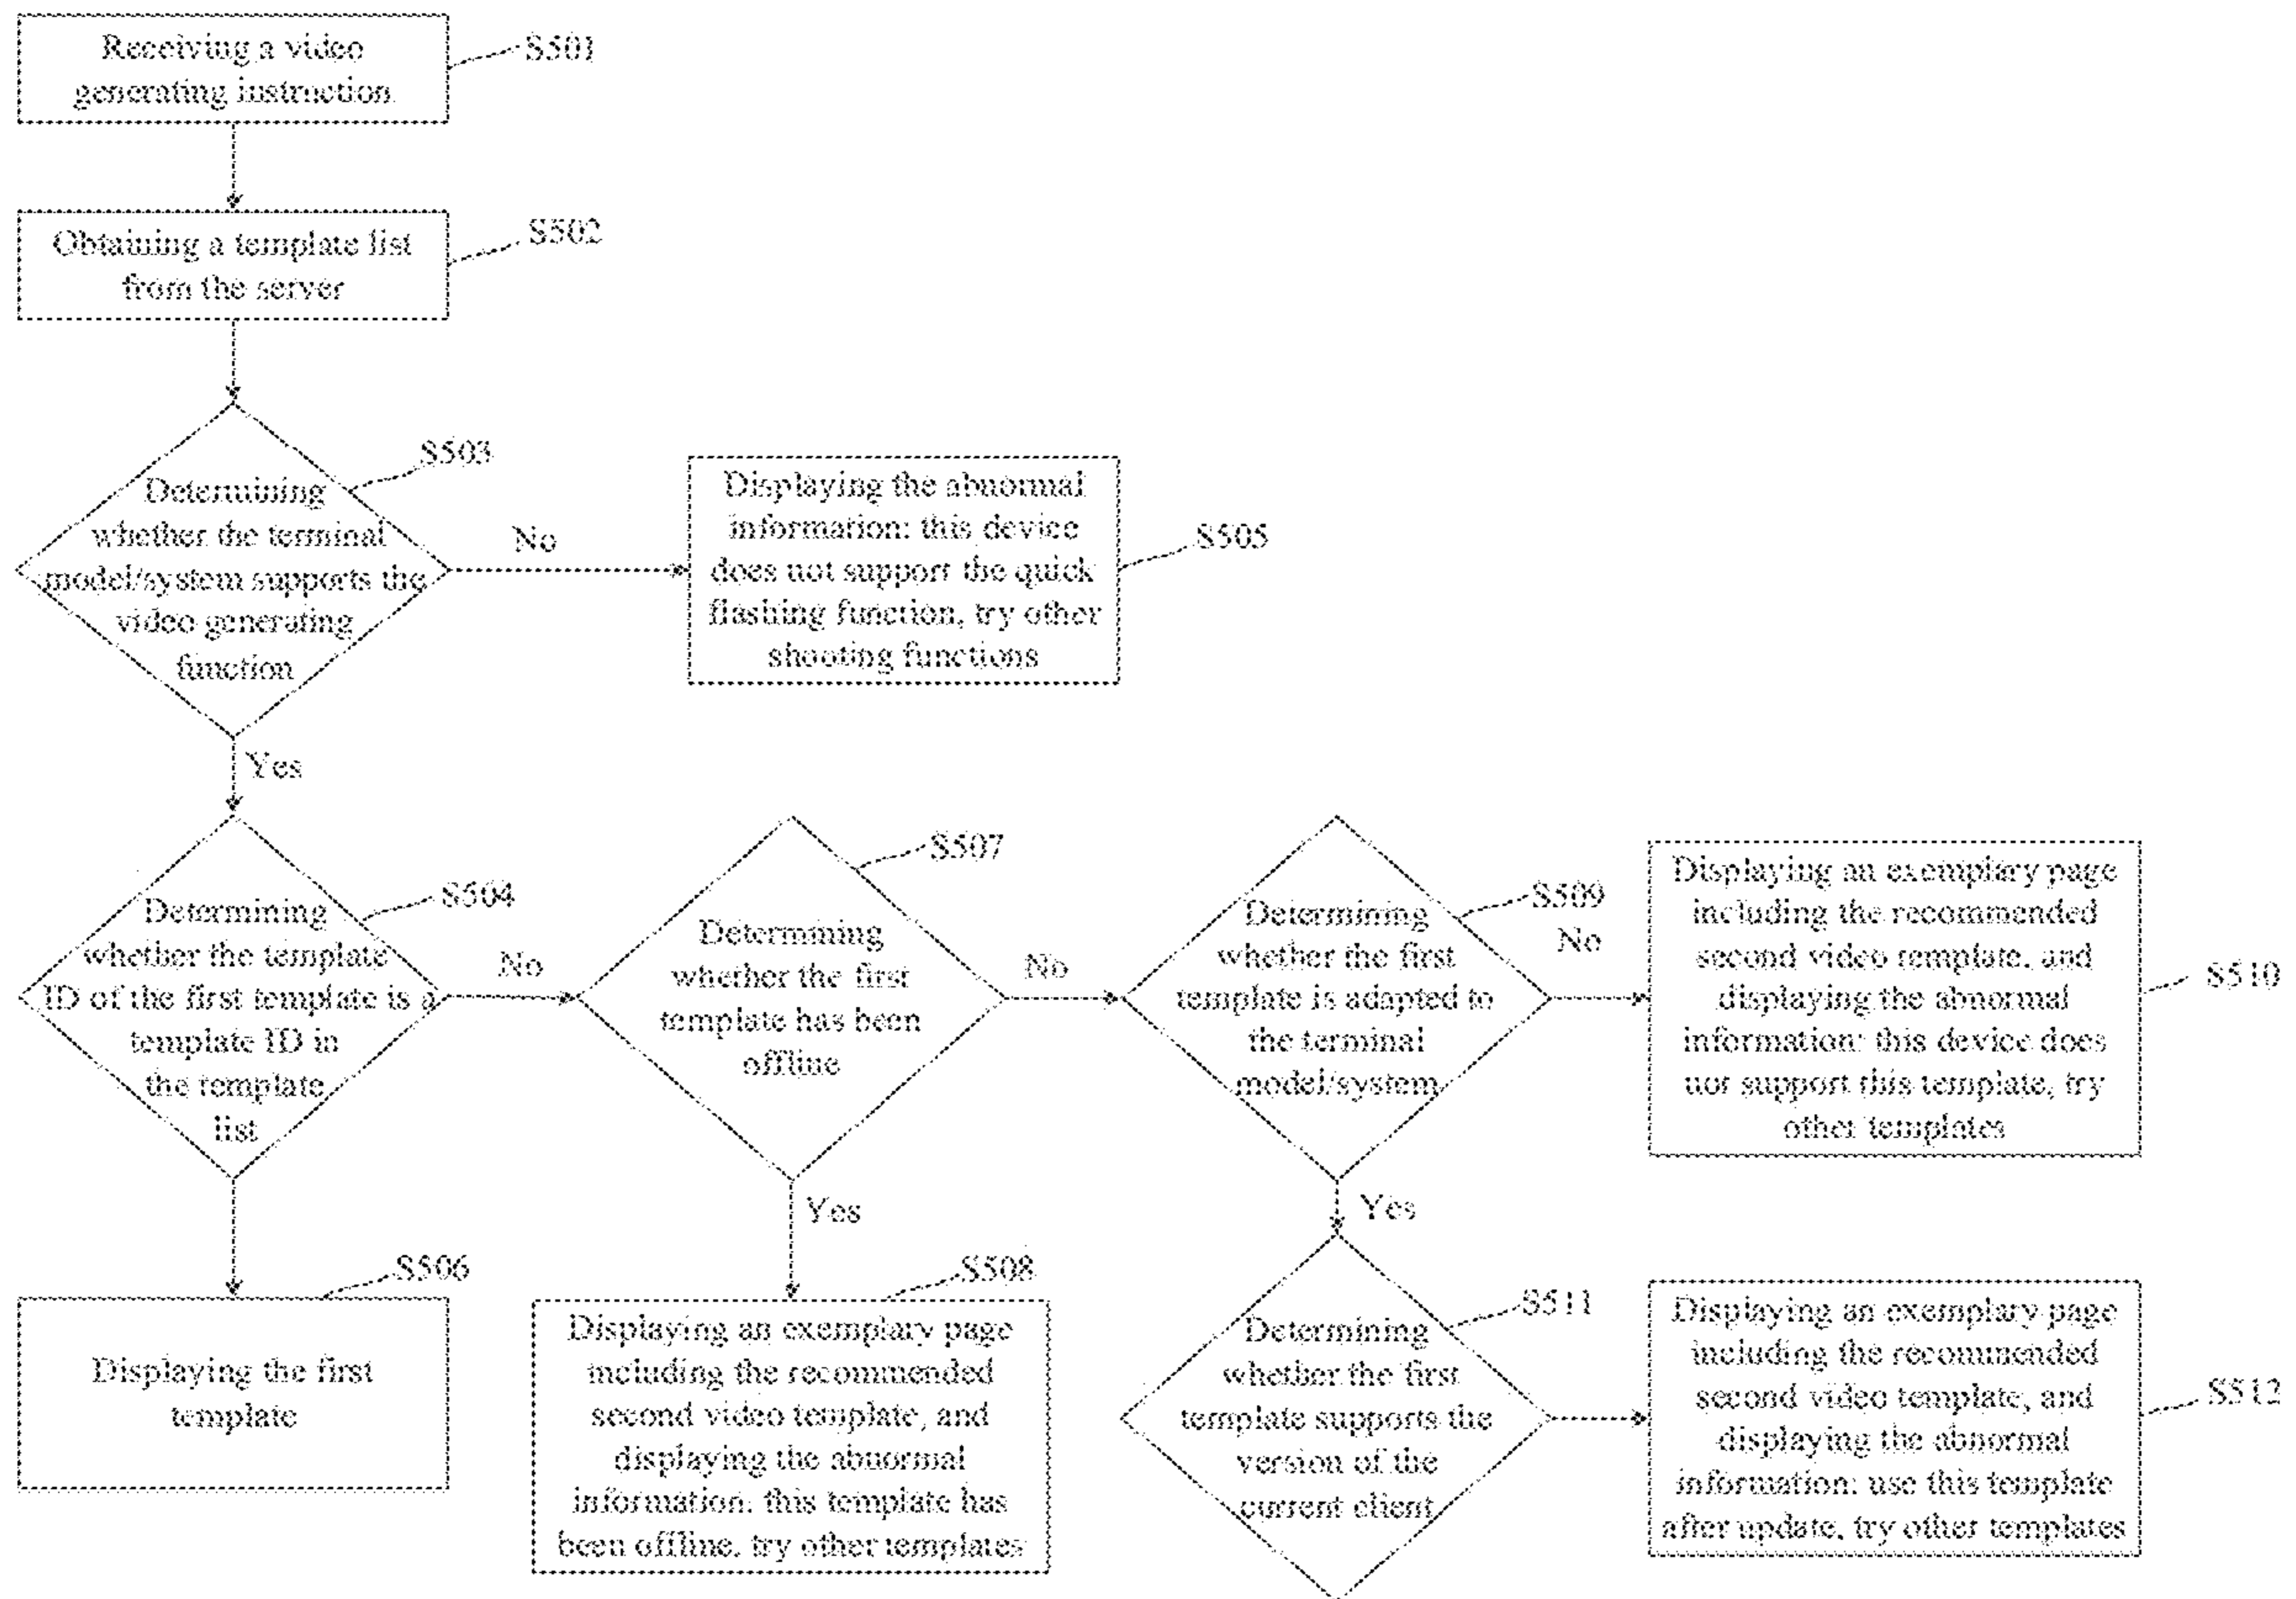 Receiving a video
generating instruction
S501
Obtaining a template list
from the server
S502
S503
Determining
whether the terminal
model/system supports the
video generating
function
No
Displaying the abnormal
information: this device
does not support the quick
flashing function, try other
shooting functions
S505
Yes
S504
Determining
whether the template
ID of the first template is a
template ID in
the template
list
No
S507
Determining
whether the first
template has been
offline
No
S509
Determining
whether the first
template is adapted to
the terminal
model/system
No
Displaying an exemplary page
including the recommended
second video template, and
displaying the abnormal
information: this device does
not support this template, try
other templates
S510
Yes
Yes
S506
Displaying the first
template
S508
Displaying an exemplary page
including the recommended
second video template, and
displaying the abnormal
information: this template has
been offline, try other templates
S511
Determining
whether the first
template supports the
version of the
current client
Displaying an exemplary page
including the recommended
second video template, and
displaying the abnormal
information: use this template
after update, try other templates
S512